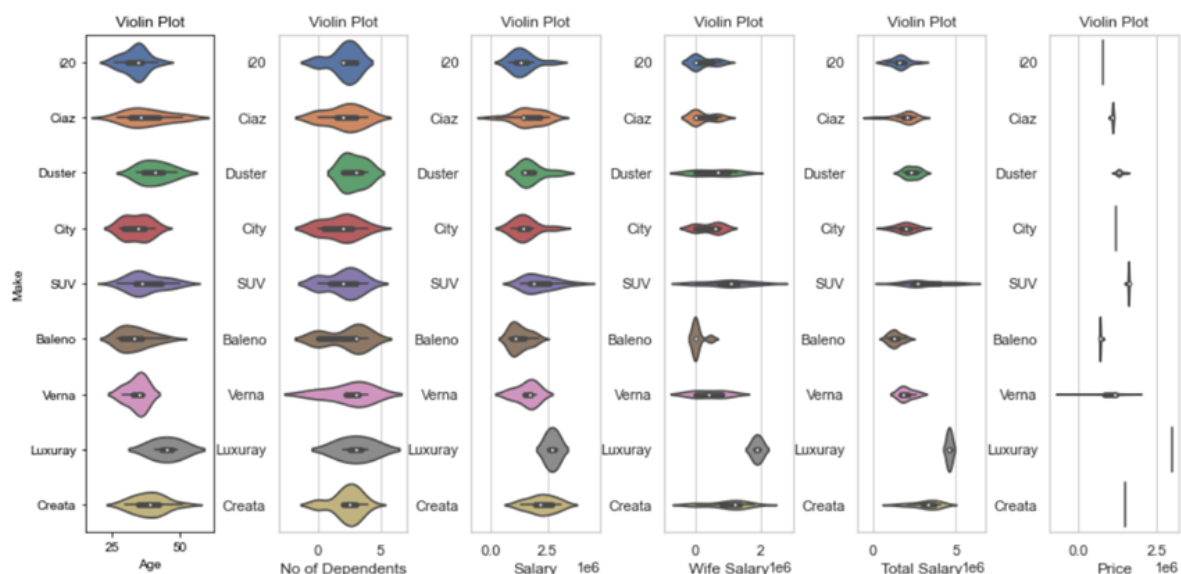 Violin Plot Violin Plot Violin Plot Violin Plot Violin Plot Violin Plot
i20 i20 i20 i20 i20 i20
Ciaz Ciaz Ciaz Ciaz Ciaz Ciaz
Duster Duster Duster Duster Duster Duster
City City City City City City
Make
SUV SUV SUV SUV SUV SUV
Baleno Baleno Baleno Baleno Baleno Baleno
Verna Verna Verna Verna Verna Verna
Luxuray Luxuray Luxuray Luxuray Luxuray Luxuray
Creata Creata Creata Creata Creata Creata
25 50 0 5 0.0 2.5 0 2 0 5 0.0 2.5
Age No of Dependents Salary 1e6 Wife Salary 1e6 Total Salary 1e6 Price 1e6